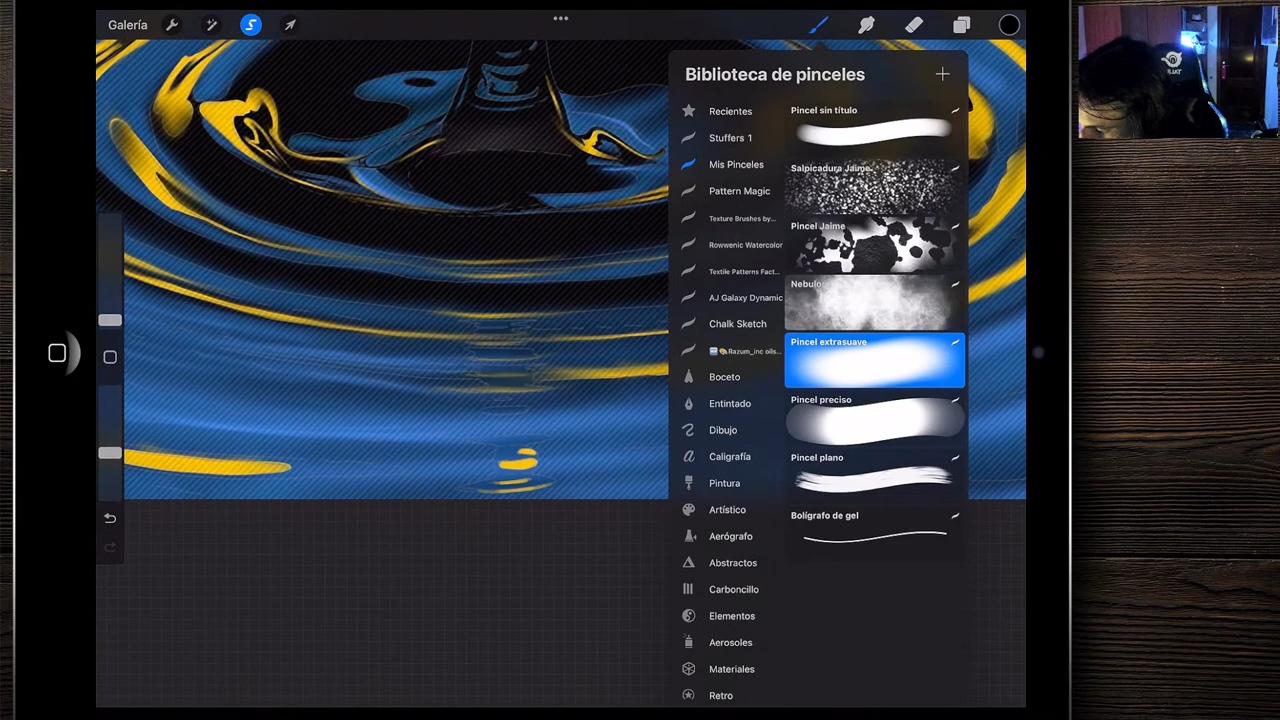 Galería
Biblioteca de pinceles
Recientes
Stuffers 1
Mis Pinceles
Pattern Magic
Texture Brushes by...
Rowwenic Watercolor
Textile Patterns Fact...
AJ Galaxy Dynamic
Chalk Sketch
Razum_inc oils...
Boceto
Entintado
Dibujo
Caligrafía
Pintura
Artístico
Aerógrafo
Abstractos
Carboncillo
Elementos
Aerosoles
Materiales
Retro
Pincel sin título
Salpicadura Jaime
Pincel Jaime
Pincel extrasuave
Pincel preciso
Pincel plano
Bolígrafo de gel